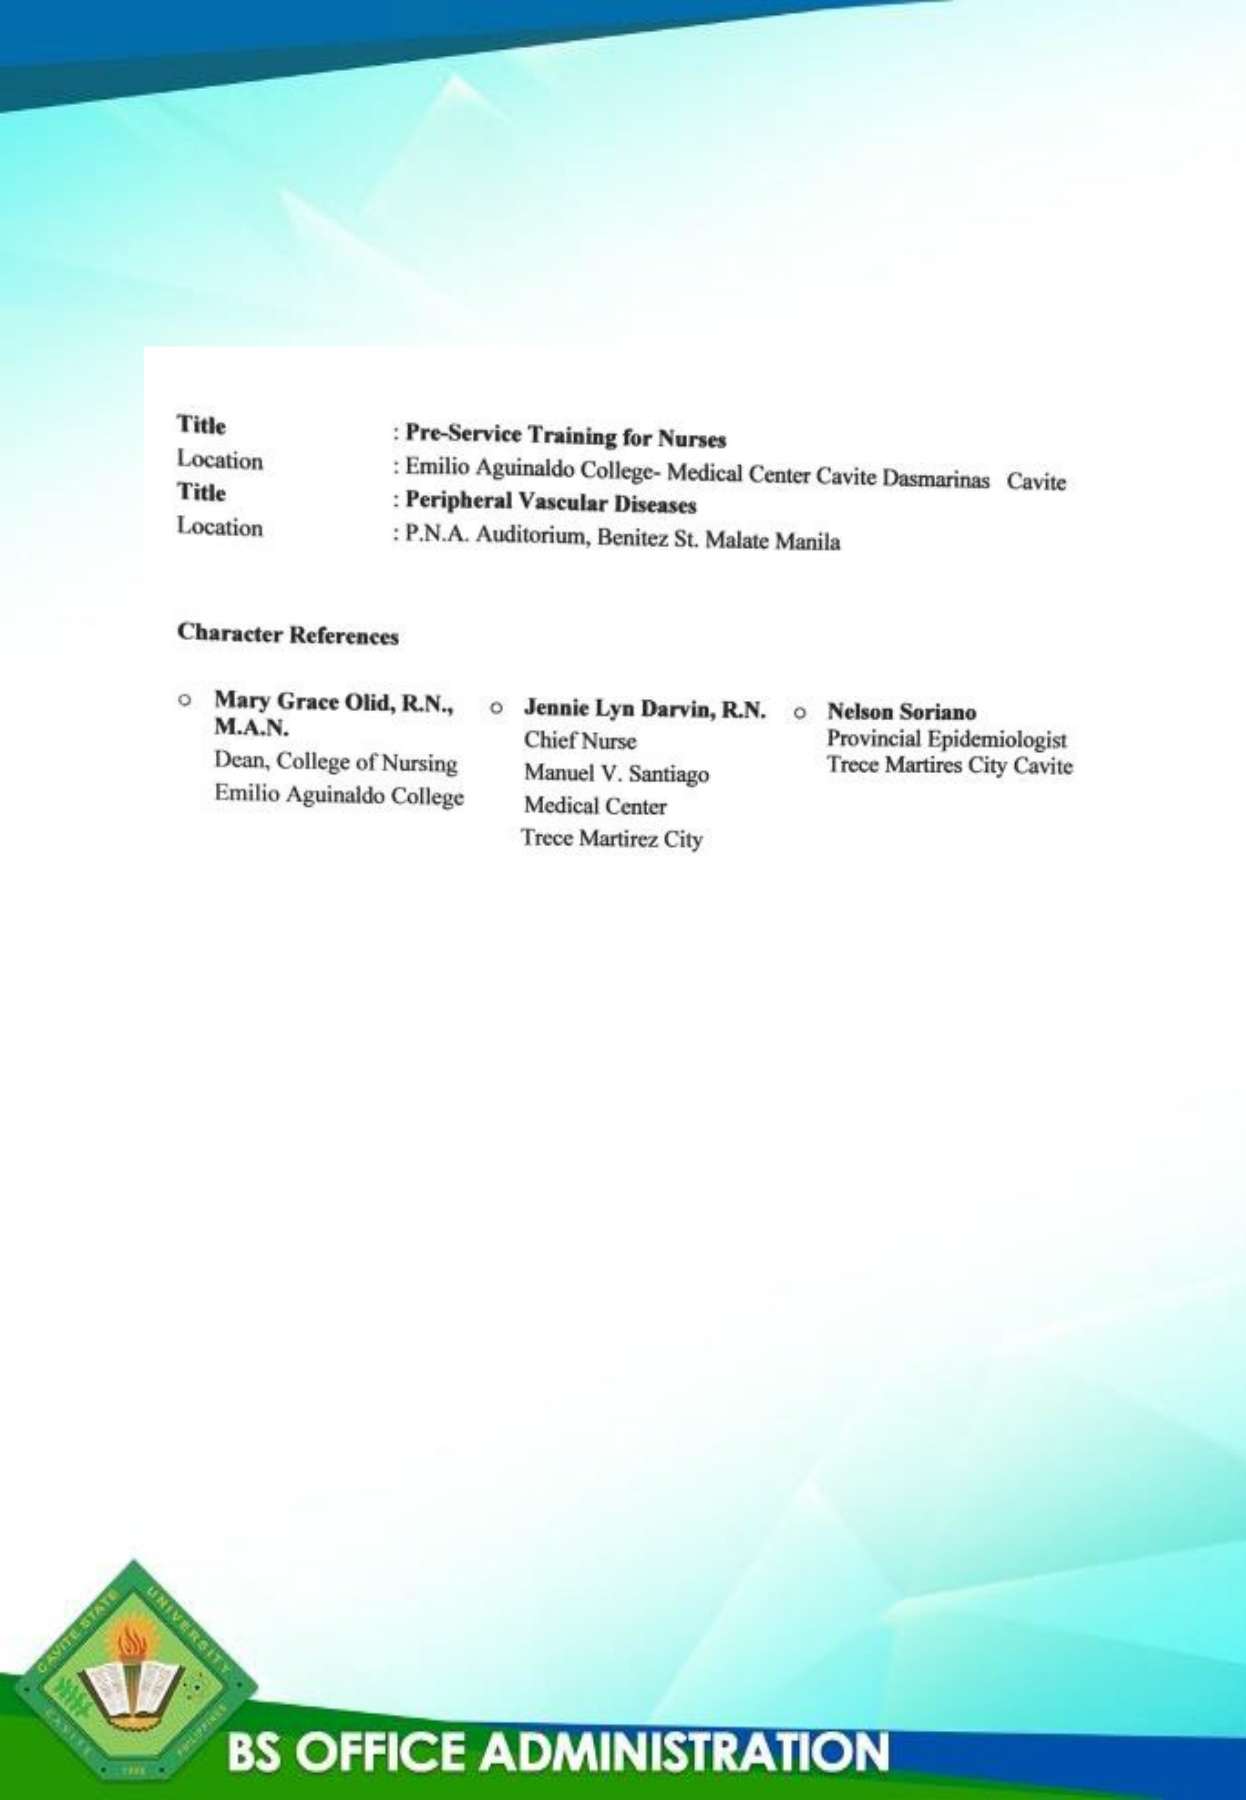 Title : Pre-Service Training for Nurses
Location : Emilio Aguinaldo College- Medical Center Cavite Dasmarinas Cavite
Title : Peripheral Vascular Diseases
Location : P.N.A. Auditorium, Benitez St. Malate Manila
Character References
○ Mary Grace Olid, R.N.,
M.A.N.
Dean, College of Nursing
Emilio Aguinaldo College
○ Jennie Lyn Darvin, R.N.
Chief Nurse
Manuel V. Santiago
Medical Center
Trece Martirez City
○ Nelson Soriano
Provincial Epidemiologist
Trece Martires City Cavite
CAVITE STATE UNIVERSITY
CAVITE PHILIPPINES
BS OFFICE ADMINISTRATION